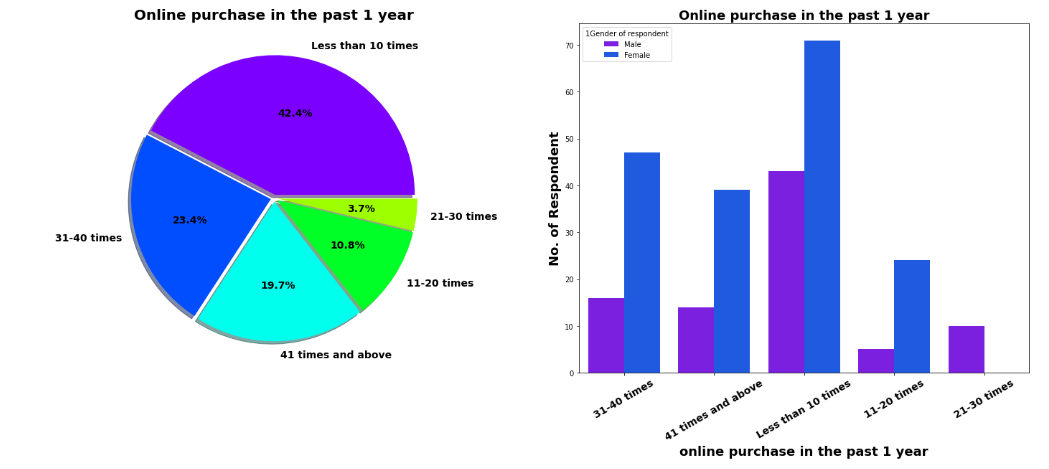 Online purchase in the past 1 year
Less than 10 times
42.4%
31-40 times
23.4%
19.7%
41 times and above
10.8%
11-20 times
3.7%
21-30 times
Online purchase in the past 1 year
1Gender of respondent
Male
Female
No. of Respondent
70
60
50
40
30
20
10
0
31-40 times
41 times and above
Less than 10 times
11-20 times
21-30 times
online purchase in the past 1 year